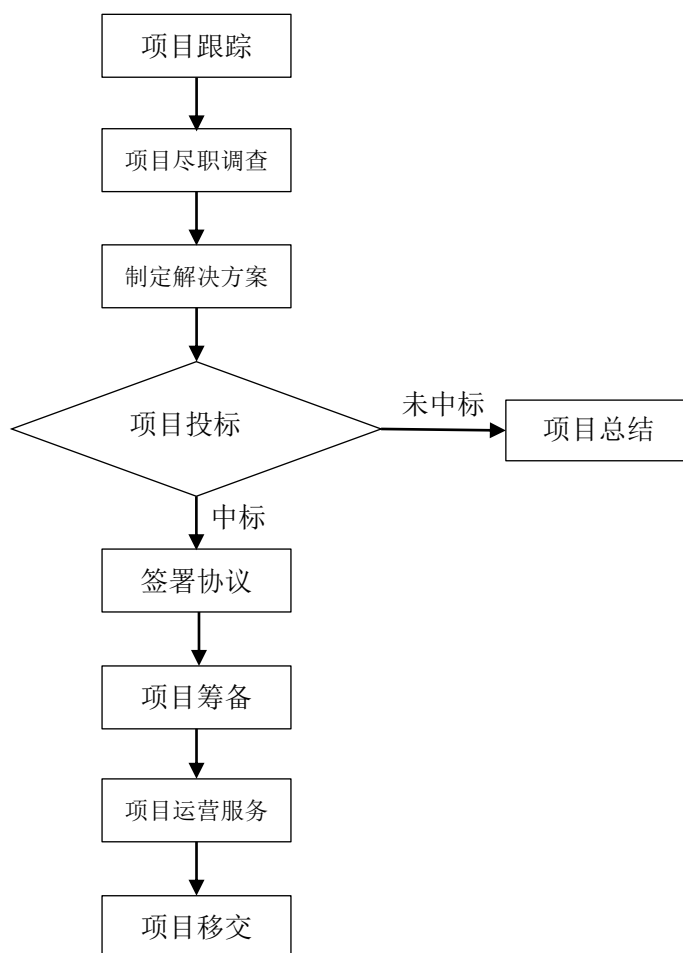 项目跟踪
项目尽职调查
制定解决方案
项目投标
未中标
项目总结
中标
签署协议
项目筹备
项目运营服务
项目移交